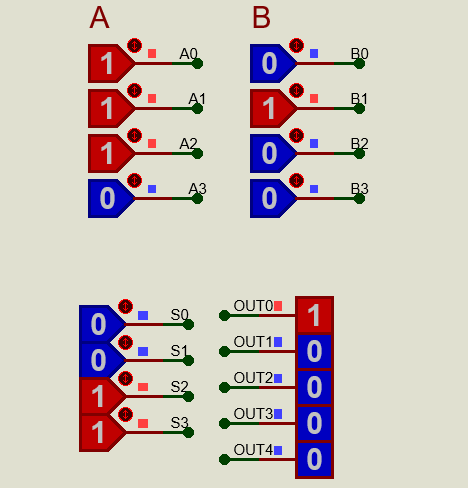 A B
1 A0 0 B0
1 A1 1 B1
1 A2 0 B2
0 A3 0 B3
0 S0 OUT0 1
0 S1 OUT1 0
1 S2 OUT2 0
1 S3 OUT3 0
OUT4 0